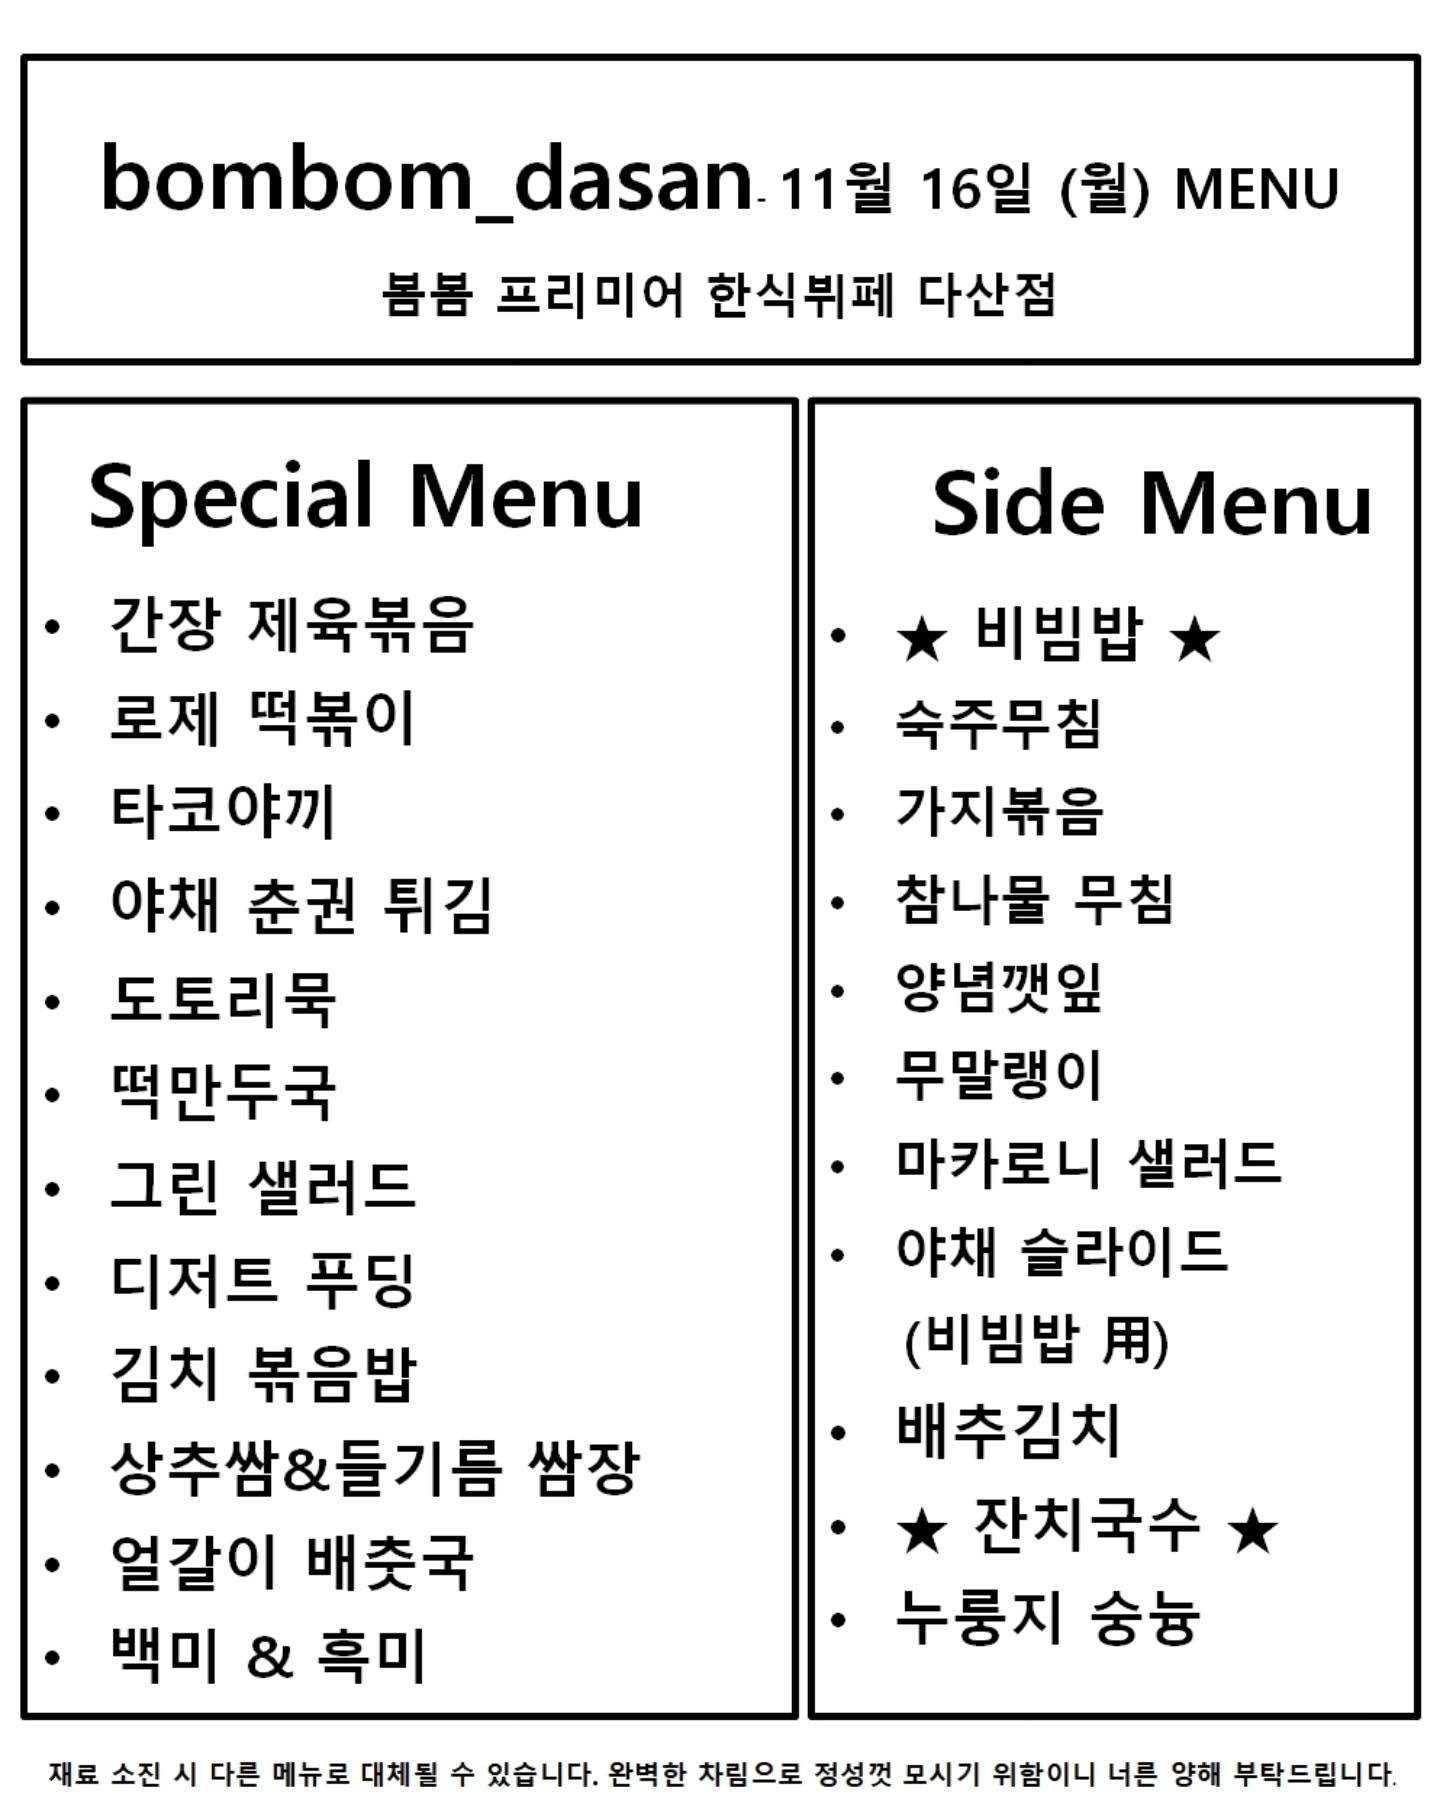 bombom_dasan- 11월 16일 (월) MENU
봄봄 프리미어 한식뷔페 다산점
Special Menu
• 간장 제육볶음
• 로제 떡볶이
• 타코야끼
• 야채 춘권 튀김
• 도토리묵
• 떡만두국
• 그린 샐러드
• 디저트 푸딩
• 김치 볶음밥
• 상추쌈&들기름 쌈장
• 얼갈이 배춧국
• 백미 & 흑미
Side Menu
• ★ 비빔밥 ★
• 숙주무침
• 가지볶음
• 참나물 무침
• 양념깻잎
• 무말랭이
• 마카로니 샐러드
• 야채 슬라이드
(비빔밥 用)
• 배추김치
• ★ 잔치국수 ★
• 누룽지 숭늉
재료 소진 시 다른 메뉴로 대체될 수 있습니다. 완벽한 차림으로 정성껏 모시기 위함이니 너른 양해 부탁드립니다.